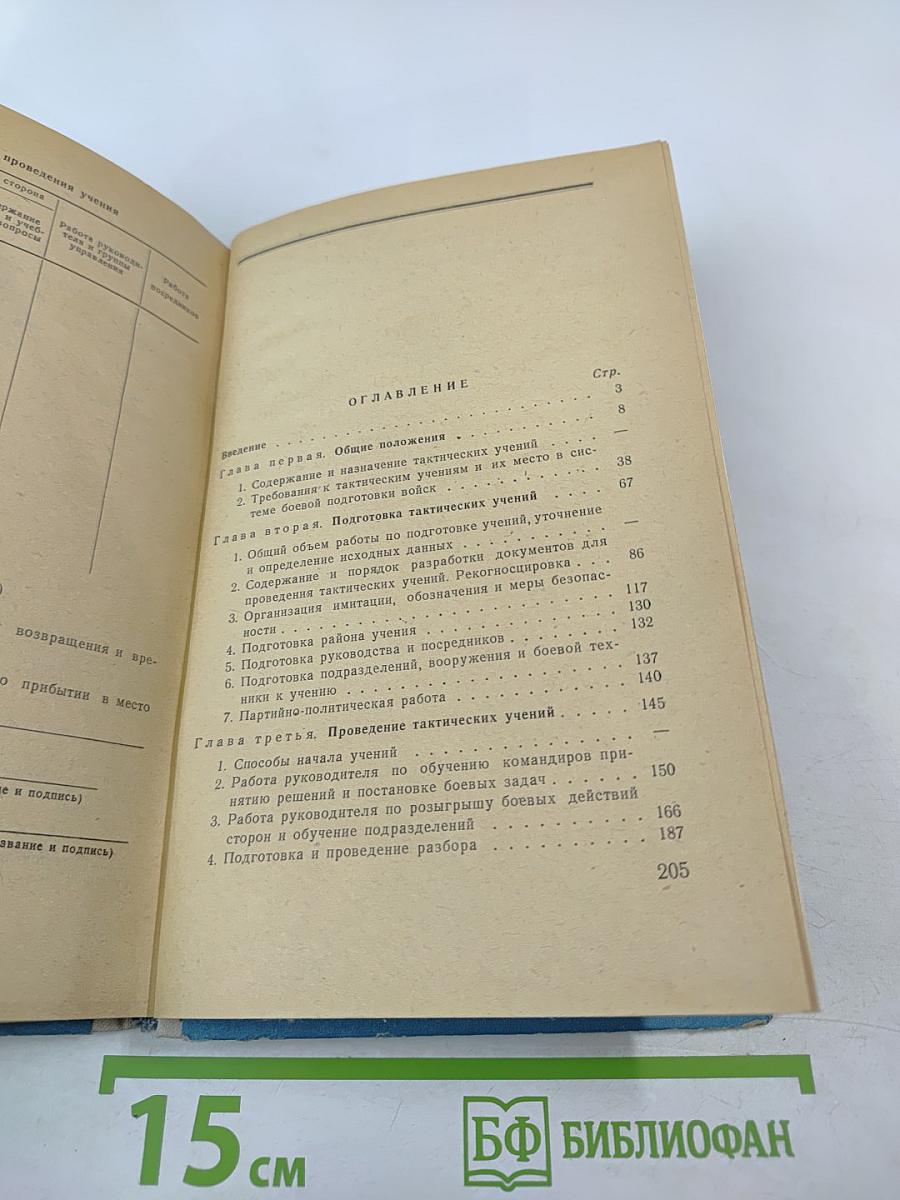 проведения учения
сторона
ержание
и учеб-
вопросы
Работа руководи-
теля и группы
управления
Работа
посредников
возвращения и вре-
о прибытии в место
е и подпись)
звание и подпись)
ОГЛАВЛЕНИЕ
Стр.
Введение . . . . . . . . . . . . . . . . . . . 3
Глава первая. Общие положения . . . . . . . . . 8
1. Содержание и назначение тактических учений . . . . —
2. Требования к тактическим учениям и их место в сис-
теме боевой подготовки войск . . . . . . . . . . 38
Глава вторая. Подготовка тактических учений . . . . 67
1. Общий объем работы по подготовке учений, уточнение
и определение исходных данных . . . . . . . . . . —
2. Содержание и порядок разработки документов для
проведения тактических учений. Рекогносцировка . . . 86
3. Организация имитации, обозначения и меры безопас-
ности . . . . . . . . . . . . . . . . . . . 117
4. Подготовка района учения . . . . . . . . . . . 130
5. Подготовка руководства и посредников . . . . . . 132
6. Подготовка подразделений, вооружения и боевой тех-
ники к учению . . . . . . . . . . . . . . . . 137
7. Партийно-политическая работа . . . . . . . . . . 140
Глава третья. Проведение тактических учений . . . . . 145
1. Способы начала учений . . . . . . . . . . . . —
2. Работа руководителя по обучению командиров при-
нятию решений и постановке боевых задач . . . . . . 150
3. Работа руководителя по розыгрышу боевых действий
сторон и обучение подразделений . . . . . . . . . 166
4. Подготовка и проведение разбора . . . . . . . . . 187
205
15 см
БФ БИБЛИОФАН